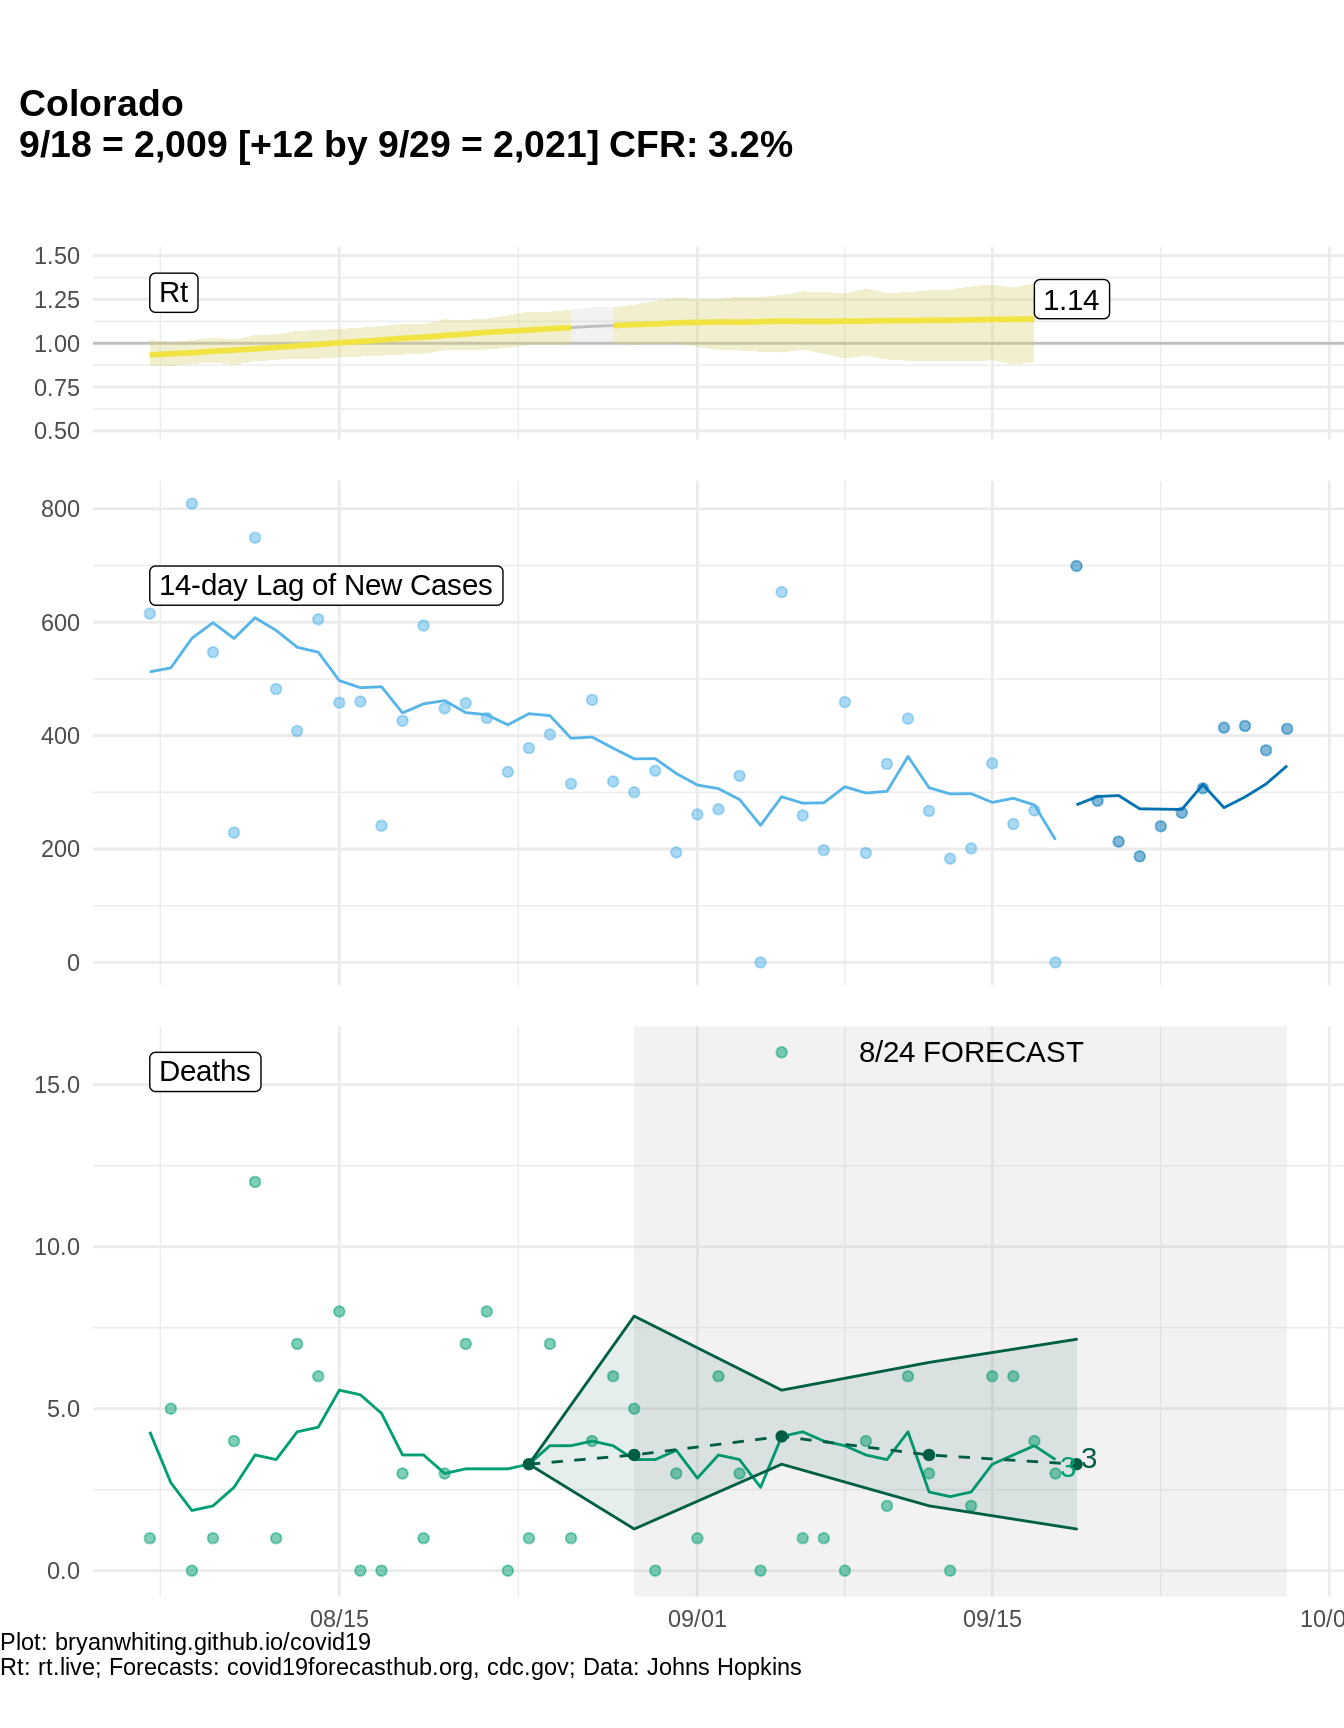 Colorado
9/18 = 2,009 [+12 by 9/29 = 2,021] CFR: 3.2%
1.50
Rt
1.25
1.14
1.00
0.75
0.50
800
14-day Lag of New Cases
600
400
200
0
8/24 FORECAST
Deaths
15.0
10.0
5.0
3
3
0.0
08/15
09/01
09/15
10/0
Plot: bryanwhiting.github.io/covid19
Rt: rt.live; Forecasts: covid19forecasthub.org, cdc.gov; Data: Johns Hopkins